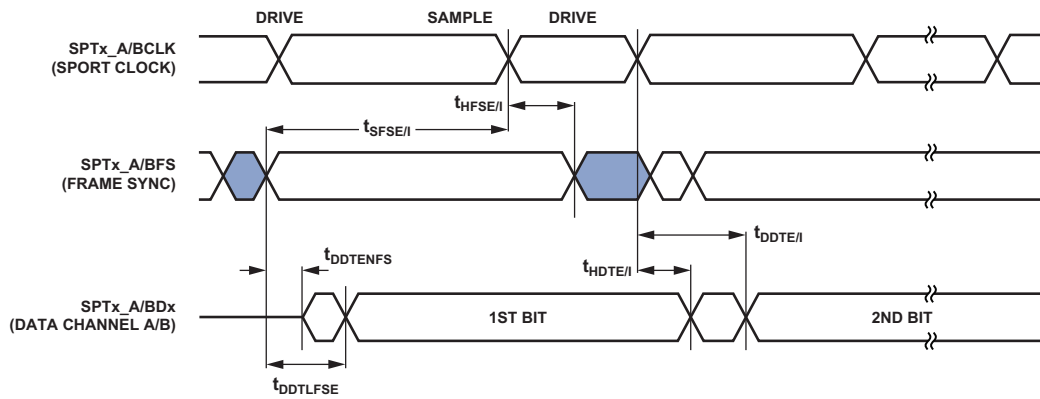 DRIVE SAMPLE DRIVE
SPTx_A/BCLK
(SPORT CLOCK)
tHFSE/I
tSFSE/I
SPTx_A/BFS
(FRAME SYNC)
tDDTE/I
tDDTENFS
tHDTE/I
SPTx_A/BDx
(DATA CHANNEL A/B)
1ST BIT 2ND BIT
tDDTLFSE